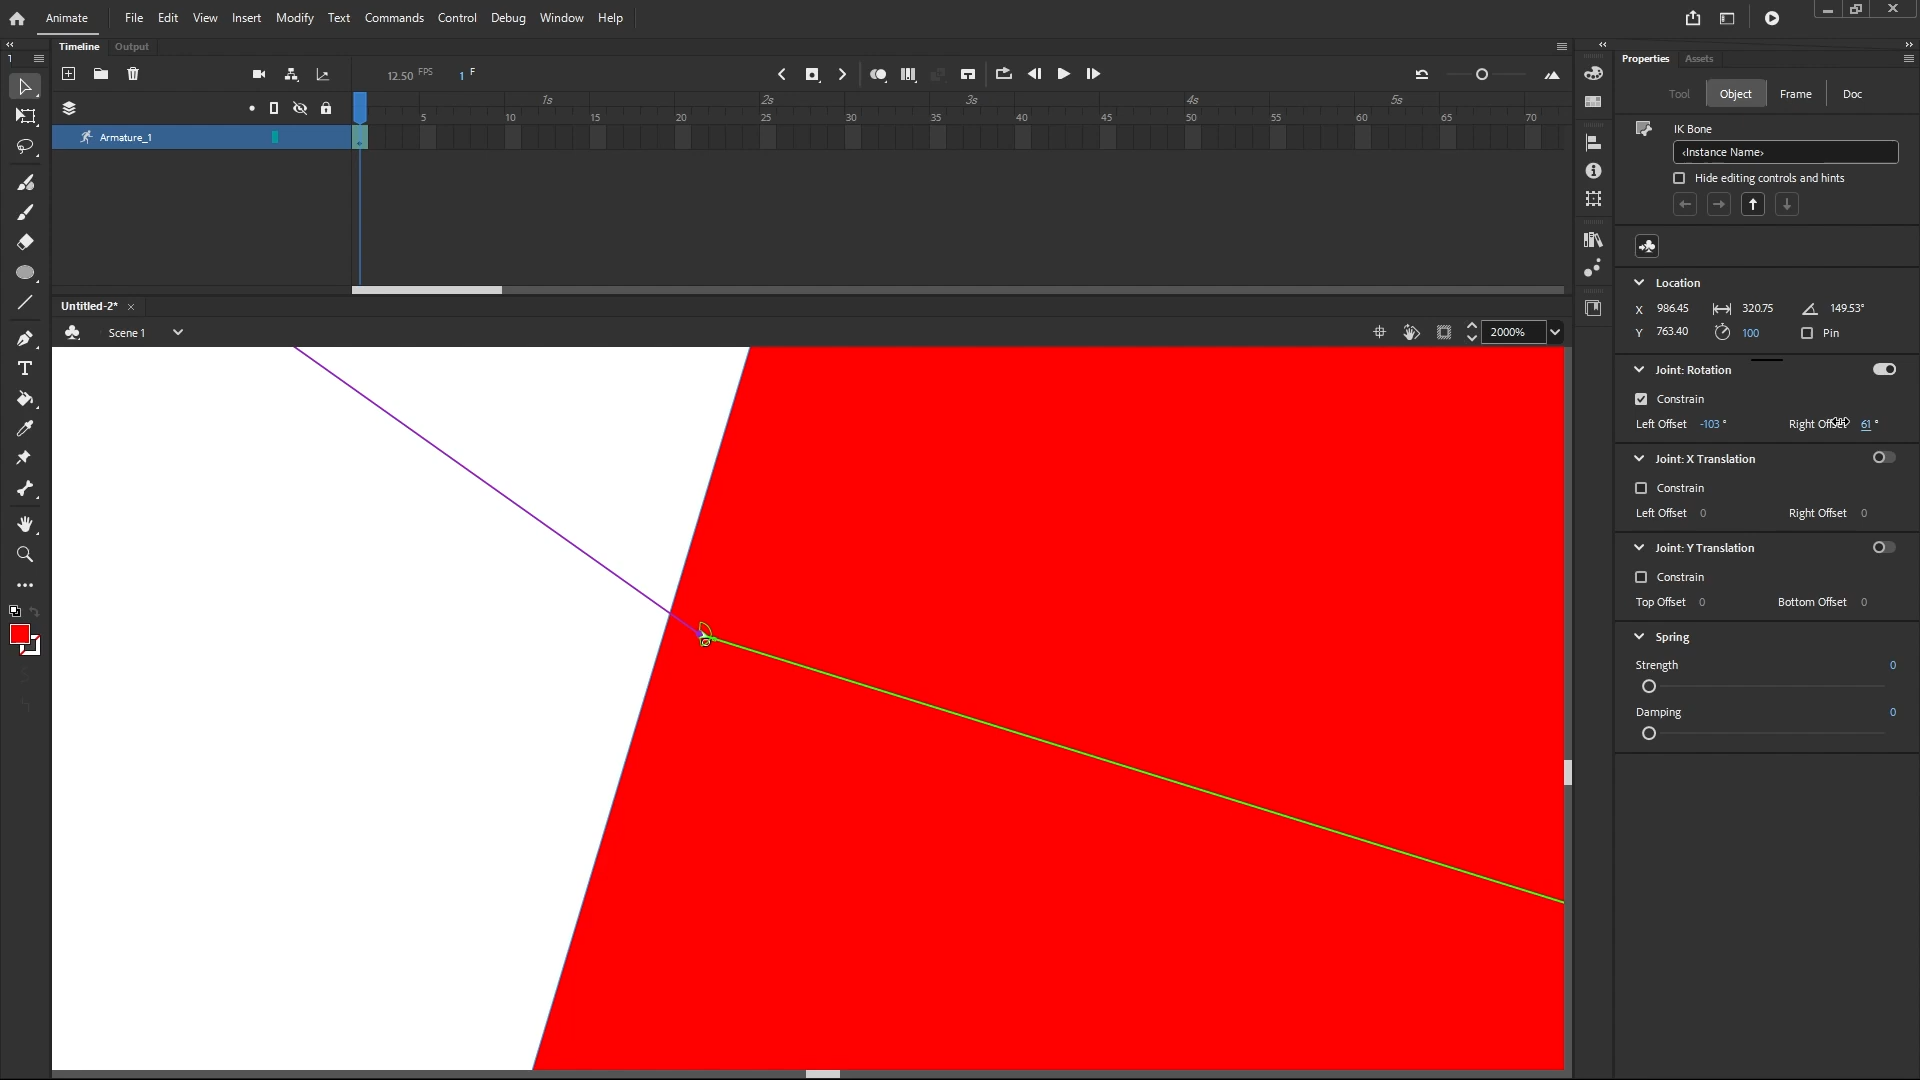 Animate File Edit View Insert Modify Text Commands Control Debug Window Help
Timeline Output
12.50 FPS 1 F
1s 2s 3s 4s 5s
5 10 15 20 25 30 35 40 45 50 55 60 65 70
Armature_1
Untitled-2* ×
Scene 1
2000%
Properties Assets
Tool Object Frame Doc
IK Bone
<Instance Name>
Hide editing controls and hints
Location
X 986.45 320.75 149.53°
Y 763.40 100 Pin
Joint: Rotation
Constrain
Left Offset -103 ° Right Offset 61 °
Joint: X Translation
Constrain
Left Offset 0 Right Offset 0
Joint: Y Translation
Constrain
Top Offset 0 Bottom Offset 0
Spring
Strength 0
Damping 0